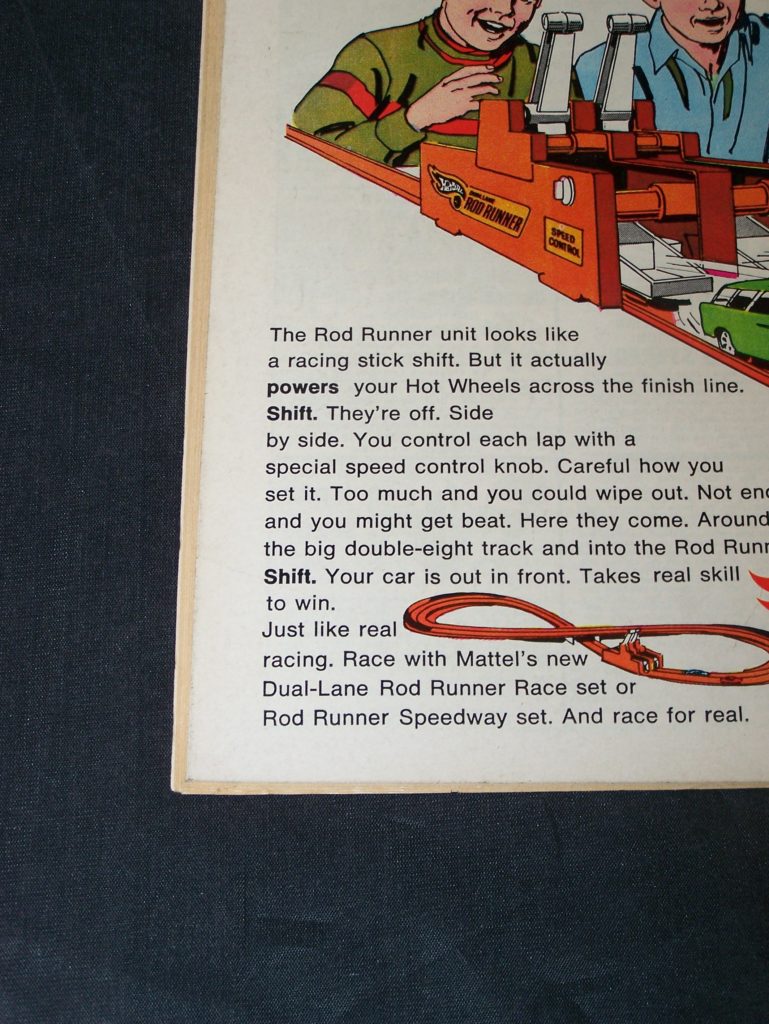 DUAL-LANE
ROD RUNNER
SPEED
CONTROL
The Rod Runner unit looks like
a racing stick shift. But it actually
powers your Hot Wheels across the finish line.
Shift. They're off. Side
by side. You control each lap with a
special speed control knob. Careful how you
set it. Too much and you could wipe out. Not
and you might get beat. Here they come. Around
the big double-eight track and into the Rod
Shift. Your car is out in front. Takes real skill
to win.
Just like real
racing. Race with Mattel's new
Dual-Lane Rod Runner Race set or
Rod Runner Speedway set. And race for real.